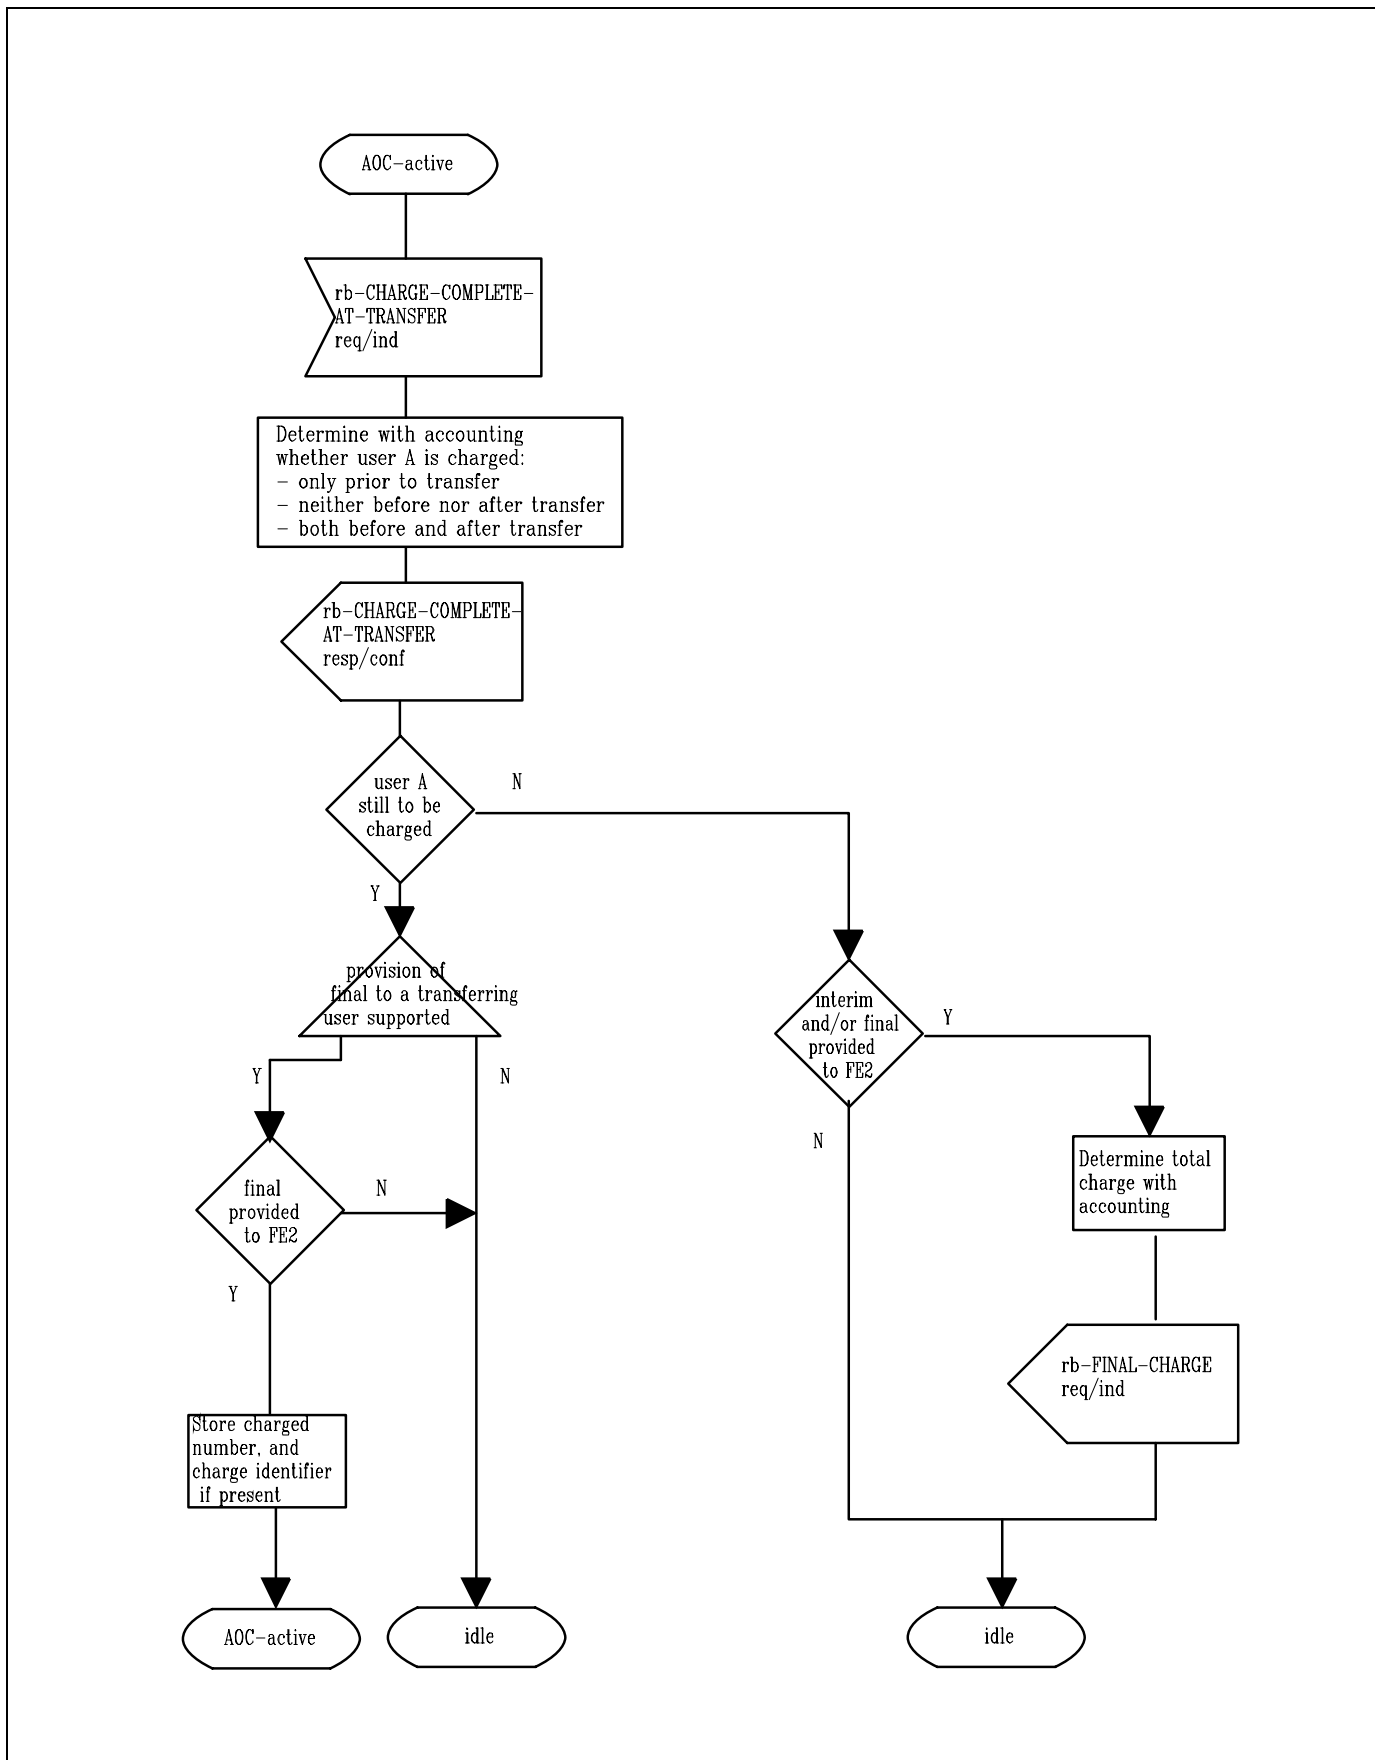 AOC-active
rb-CHARGE-COMPLETE-
AT-TRANSFER
req/ind
Determine with accounting
whether user A is charged:
- only prior to transfer
- neither before nor after transfer
- both before and after transfer
rb-CHARGE-COMPLETE-
AT-TRANSFER
resp/conf
user A
still to be
charged
N
Y
provision of
final to a transferring
user supported
interim
and/or final
provided
to FE2
Y
Y
N
N
final
provided
to FE2
N
Y
Determine total
charge with
accounting
rb-FINAL-CHARGE
req/ind
Store charged
number, and
charge identifier
if present
AOC-active
idle
idle